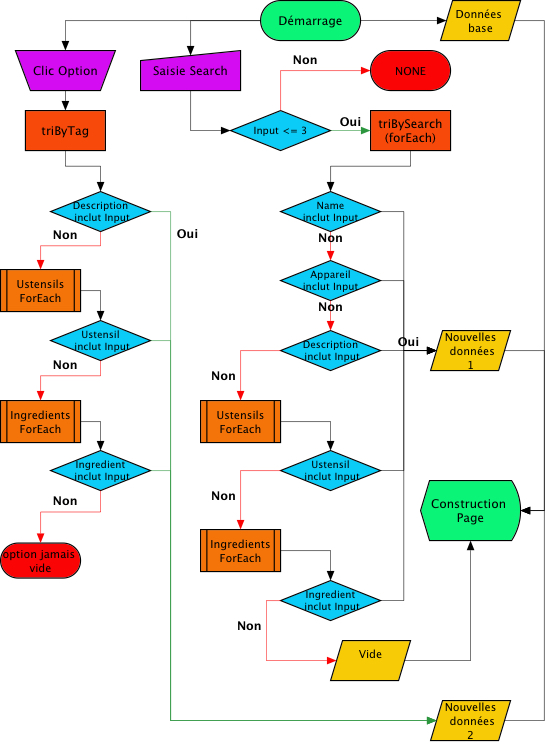 Démarrage
Données
base
Clic Option
Saisie Search
Non
NONE
triByTag
Input <= 3
Oui
triBySearch
(forEach)
Description
inclut Input
Oui
Name
inclut Input
Non
Non
Ustensils
ForEach
Appareil
inclut Input
Non
Ustensil
inclut Input
Description
inclut Input
Oui
Nouvelles
données
1
Non
Non
Ingredients
ForEach
Ustensils
ForEach
Ingredient
inclut Input
Ustensil
inclut Input
Non
Non
Construction
Page
option jamais
vide
Ingredients
ForEach
Ingredient
inclut Input
Non
Vide
Nouvelles
données
2